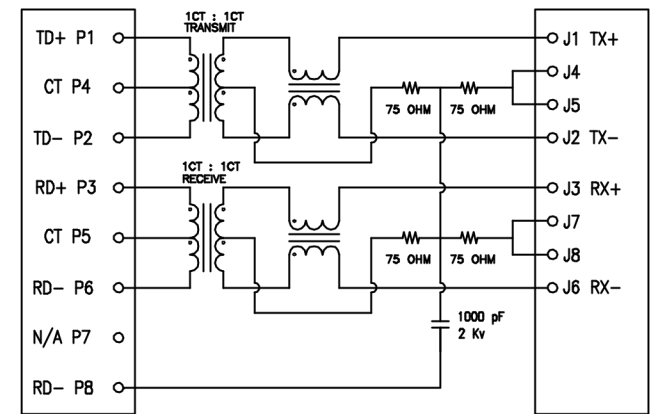 1CT : 1CT
TRANSMIT
TD+ P1
J1 TX+
J4
CT P4
75 OHM
75 OHM
J5
TD- P2
J2 TX-
1CT : 1CT
RECEIVE
RD+ P3
J3 RX+
J7
CT P5
75 OHM
75 OHM
J8
RD- P6
J6 RX-
1000 pF
2 Kv
N/A P7
RD- P8